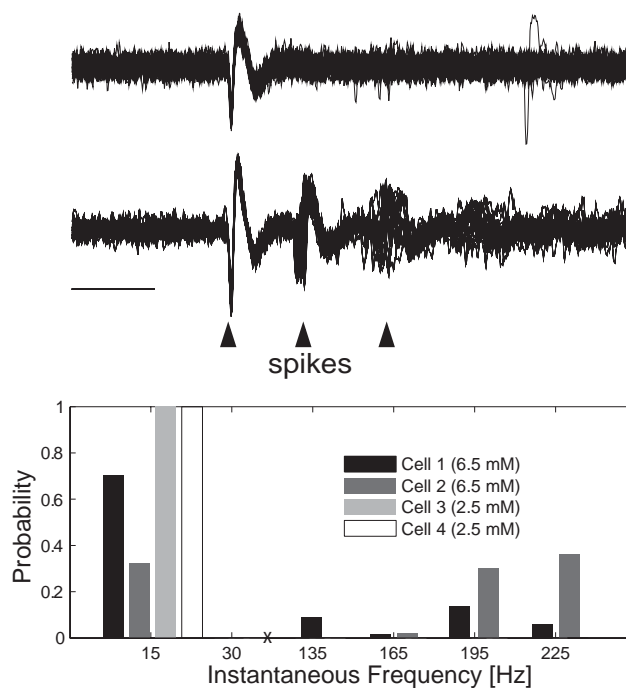 spikes
Probability
1
0.8
0.6
0.4
0.2
0
Cell 1 (6.5 mM)
Cell 2 (6.5 mM)
Cell 3 (2.5 mM)
Cell 4 (2.5 mM)
x
15 30 135 165 195 225
Instantaneous Frequency [Hz]